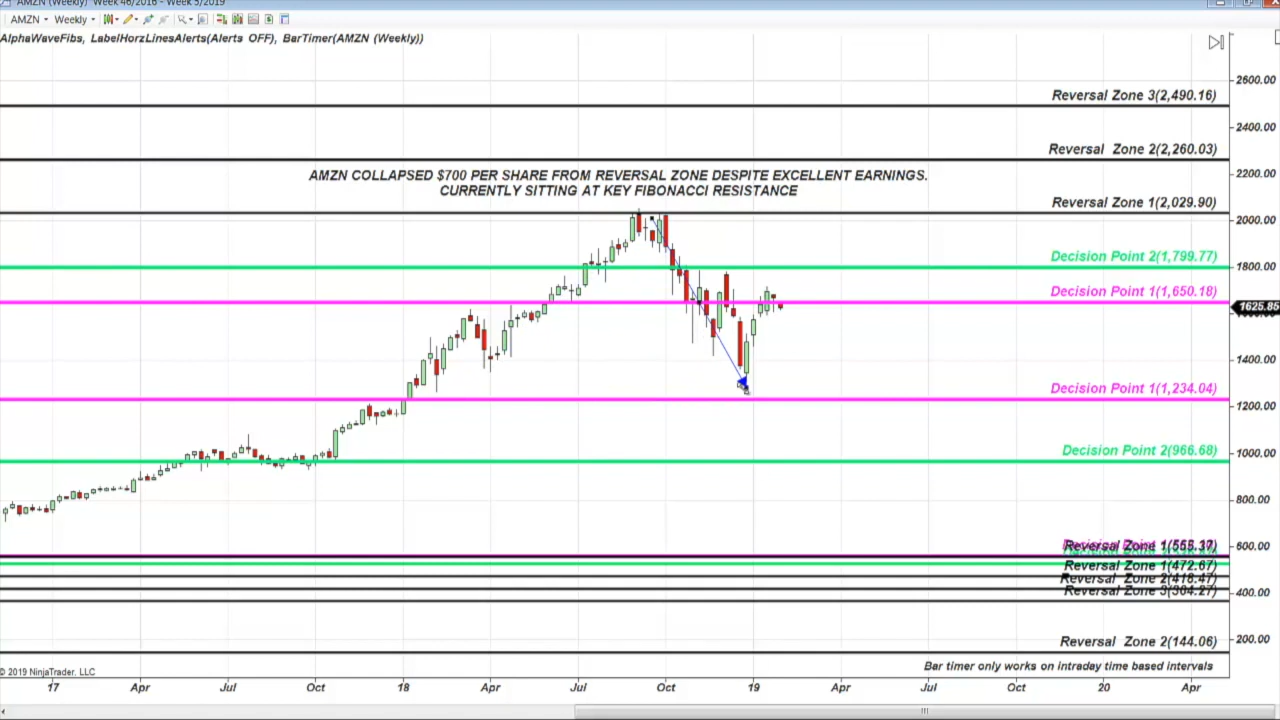 AMZN (Weekly) Week 46/2016 - Week 5/2019
AMZN Weekly
AlphaWaveFibs, LabelHorzLinesAlerts(Alerts OFF), BarTimer(AMZN (Weekly))
2600.00
Reversal Zone 3(2,490.16)
2400.00
Reversal Zone 2(2,260.03)
AMZN COLLAPSED $700 PER SHARE FROM REVERSAL ZONE DESPITE EXCELLENT EARNINGS.
2200.00
CURRENTLY SITTING AT KEY FIBONACCI RESISTANCE
Reversal Zone 1(2,029.90)
2000.00
Decision Point 2(1,799.77)
1800.00
Decision Point 1(1,650.18)
1625.85
1400.00
Decision Point 1(1,234.04)
1200.00
Decision Point 2(966.68)
1000.00
800.00
600.00
Reversal Zone 1(472.67)
400.00
200.00
Reversal Zone 2(144.06)
Bar timer only works on intraday time based intervals
© 2019 NinjaTrader, LLC
17 Apr Jul Oct 18 Apr Jul Oct 19 Apr Jul Oct 20 Apr